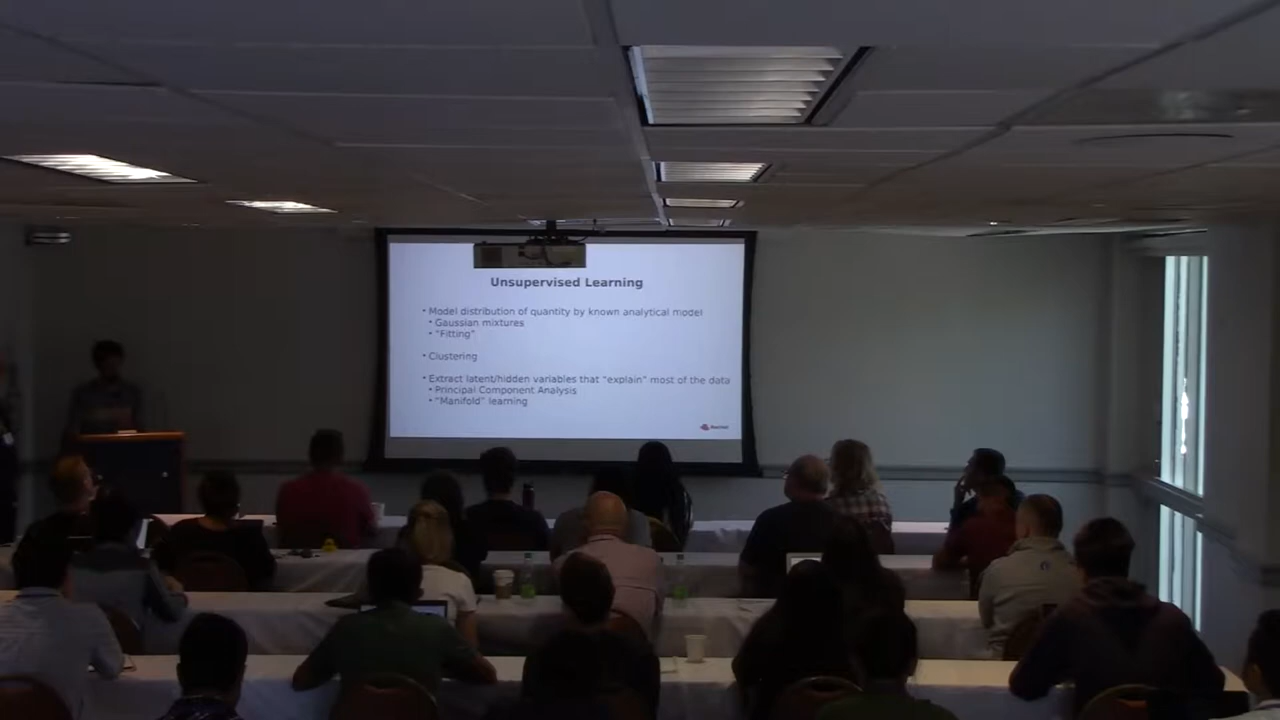 Unsupervised Learning
• Model distribution of quantity by known analytical model
• Gaussian mixtures
• "Fitting"
• Clustering
• Extract latent/hidden variables that "explain" most of the data
• Principal Component Analysis
• "Manifold" learning